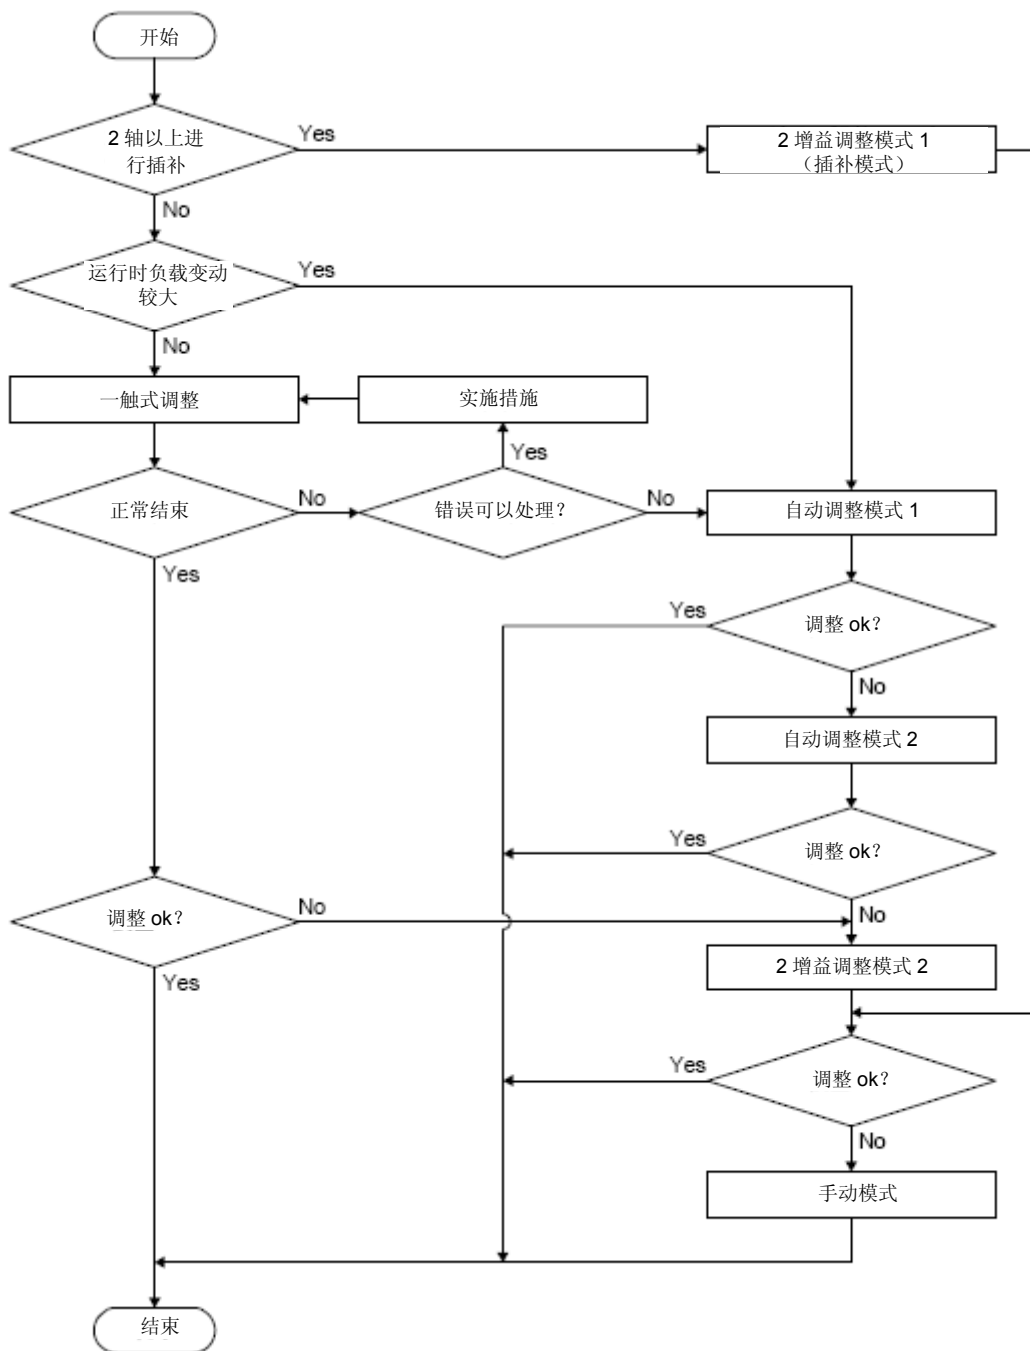 开始
2 轴以上进
行插补
Yes
2 增益调整模式 1
（插补模式）
No
运行时负载变动
较大
Yes
No
一触式调整
实施措施
Yes
正常结束
No
错误可以处理？
No
自动调整模式 1
Yes
Yes
调整 ok？
No
自动调整模式 2
Yes
调整 ok？
调整 ok？
No
No
2 增益调整模式 2
Yes
Yes
调整 ok？
No
手动模式
结束